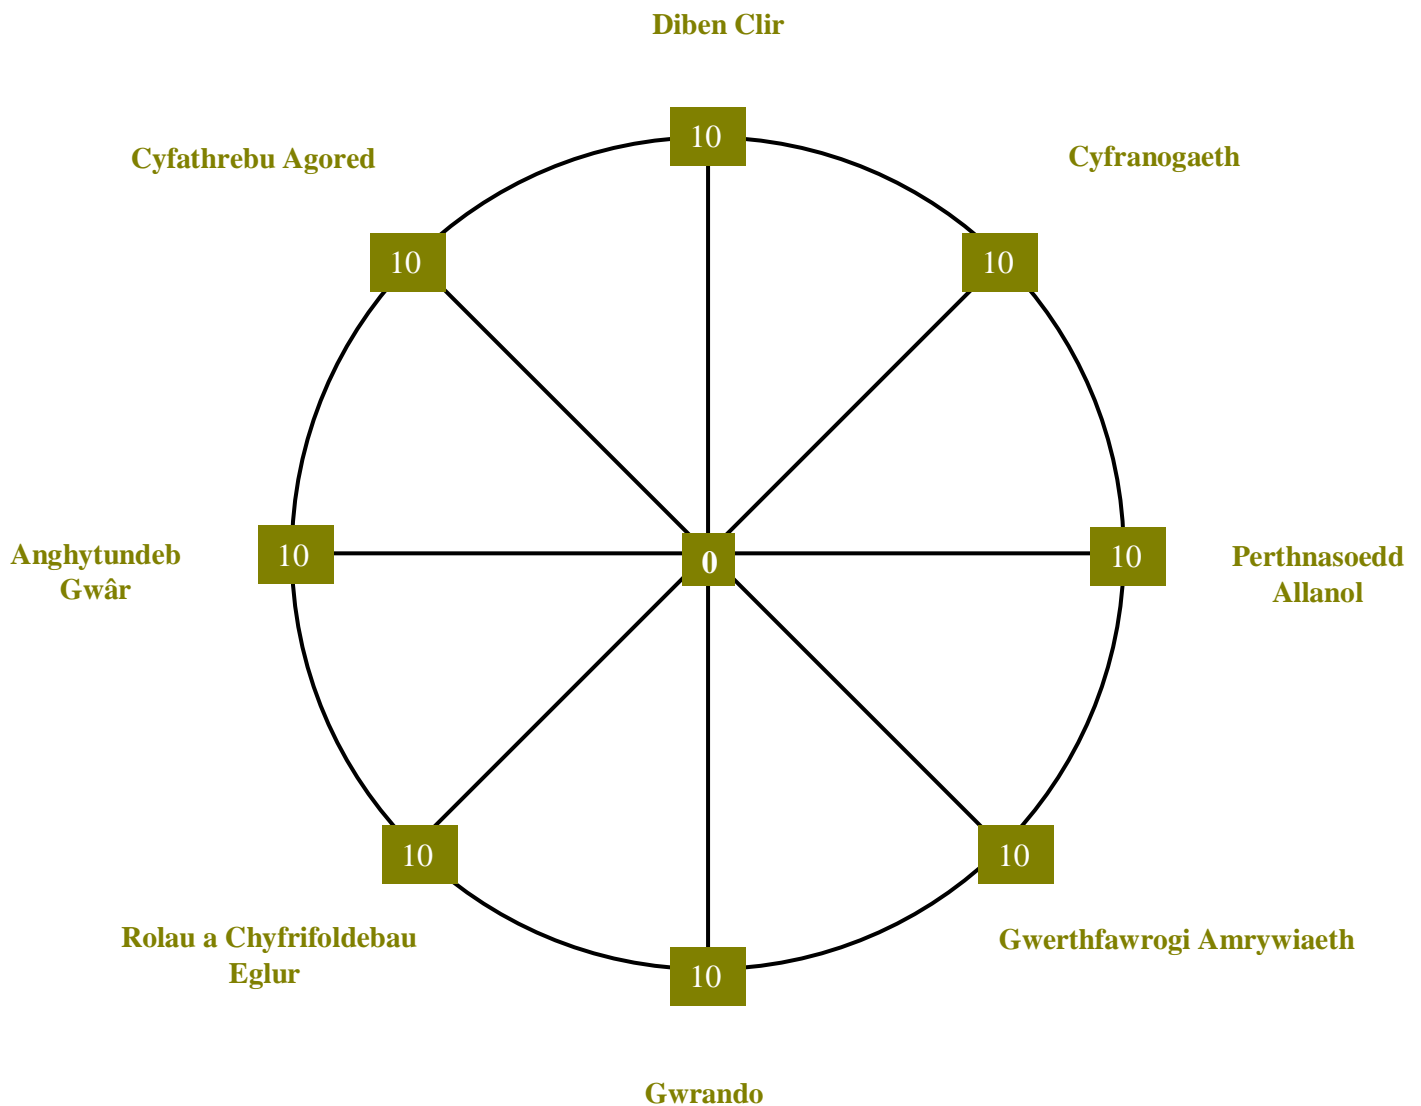 Diben Clir
10
Cyfathrebu Agored
Cyfranogaeth
10
10
Anghytundeb
Gwâr
10
0
10
Perthnasoedd
Allanol
10
10
Rolau a Chyfrifoldebau
Eglur
Gwerthfawrogi Amrywiaeth
10
Gwrando